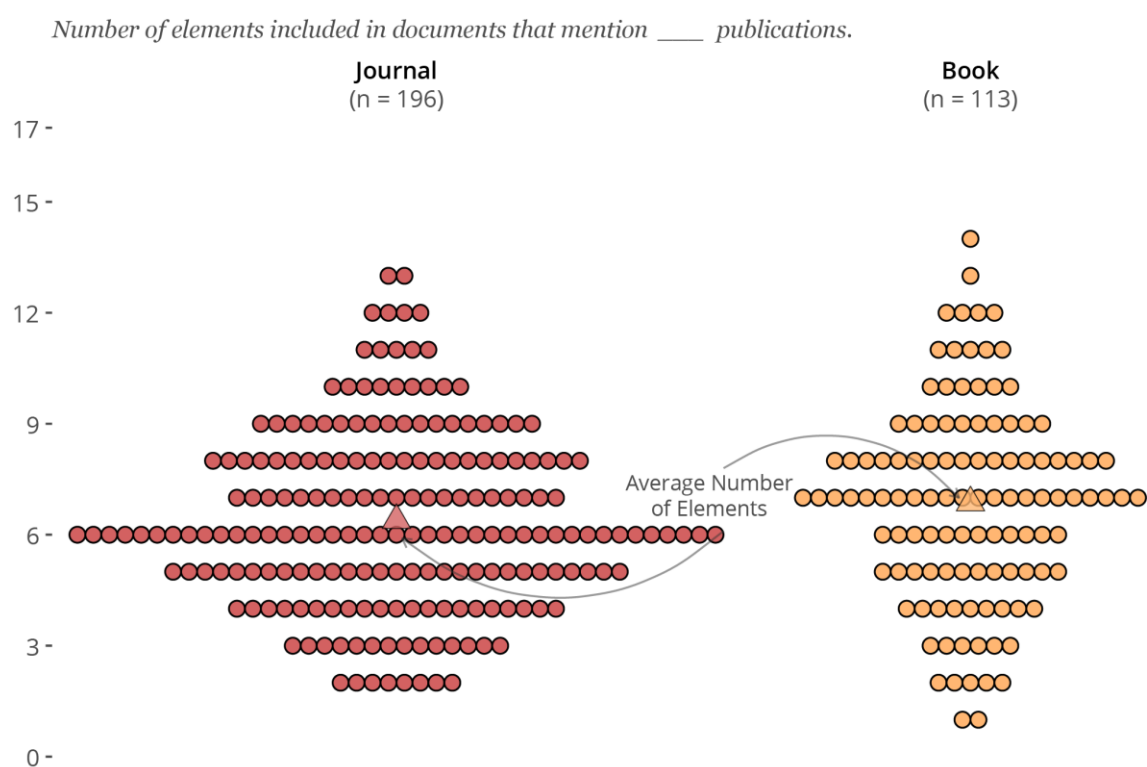 Number of elements included in documents that mention ___ publications.
Journal
(n = 196)
Book
(n = 113)
17
15
12
9
Average Number
of Elements
6
3
0